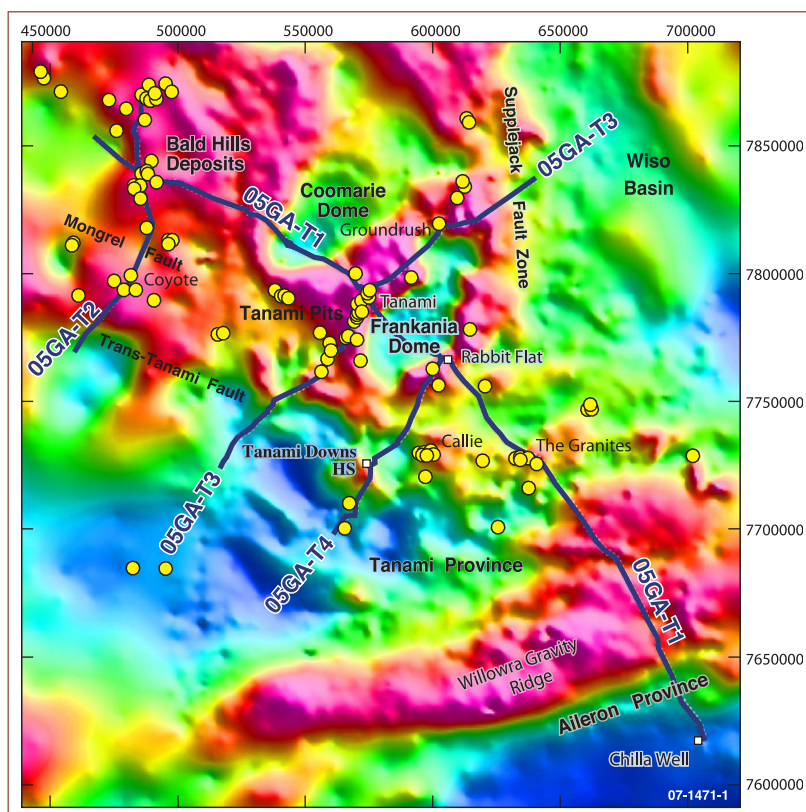 450000 500000 550000 600000 650000 700000
7850000
7800000
7750000
7700000
7650000
7600000
Supplejack
Fault Zone
05GA-T3
Wiso
Basin
Bald Hills
Deposits
Coomarie
Dome
05GA-T1
Groundrush
Mongrel Fault
Coyote
05GA-T2
Tanami Pits
Tanami
Frankania
Dome
Rabbit Flat
Trans-Tanami Fault
Callie
The Granites
Tanami Downs
HS
05GA-T3
05GA-T4
Tanami Province
05GA-T1
Willowra Gravity
Ridge
Aileron Province
Chilla Well
07-1471-1